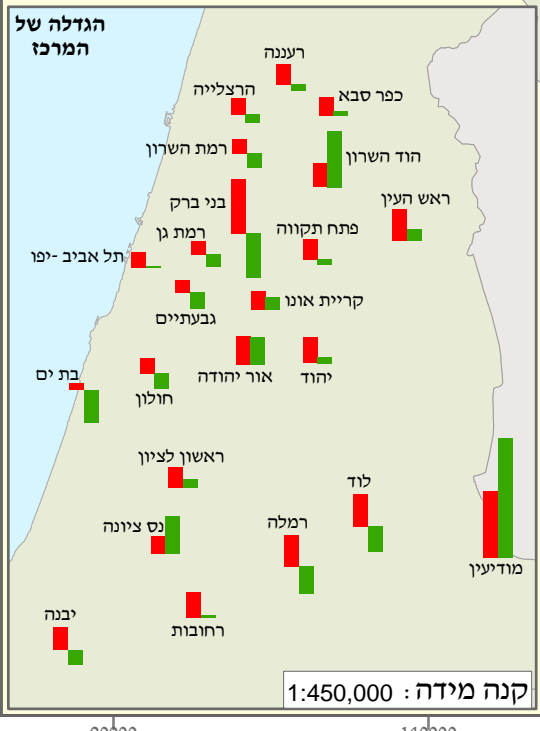 הגדלה של
המרכז
רעננה
הרצלייה
כפר סבא
רמת השרון
הוד השרון
בני ברק
ראש העין
רמת גן
פתח תקווה
תל אביב -יפו
קריית אונו
גבעתיים
בת ים
חולון
אור יהודה
יהוד
ראשון לציון
לוד
נס ציונה
רמלה
מודיעין
יבנה
רחובות
קנה מידה : 1:450,000